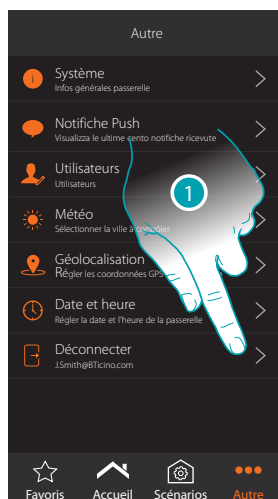 Autre
Système
Infos générales passerelle
Notifiche Push
Visualizza le ultime cento notifiche ricevute
Utilisateurs
Utilisateurs
1
Météo
Sélectionner la ville à contrôler
Géolocalisation
Régler les coordonnées GPS
Date et heure
Régler la date et l'heure de la passerelle
Déconnecter
J.Smith@BTicino.com
Favoris Accueil Scénarios Autre